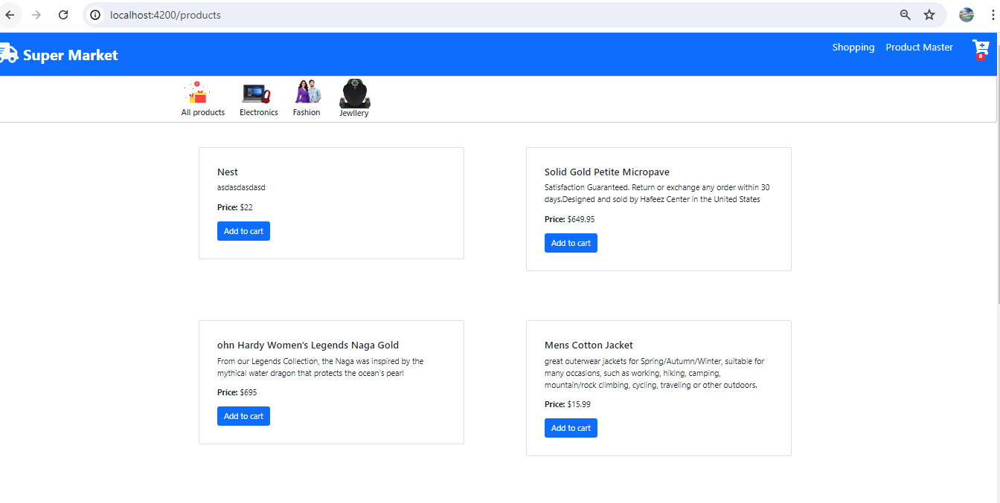 localhost:4200/products
Super Market
Shopping
Product Master
0
All products
Electronics
Fashion
Jewllery
Nest
asdasdasdasd
Price: $22
Add to cart
Solid Gold Petite Micropave
Satisfaction Guaranteed. Return or exchange any order within 30
days.Designed and sold by Hafeez Center in the United States
Price: $649.95
Add to cart
ohn Hardy Women's Legends Naga Gold
From our Legends Collection, the Naga was inspired by the
mythical water dragon that protects the ocean's pearl
Price: $695
Add to cart
Mens Cotton Jacket
great outerwear jackets for Spring/Autumn/Winter, suitable for
many occasions, such as working, hiking, camping,
mountain/rock climbing, cycling, traveling or other outdoors.
Price: $15.99
Add to cart